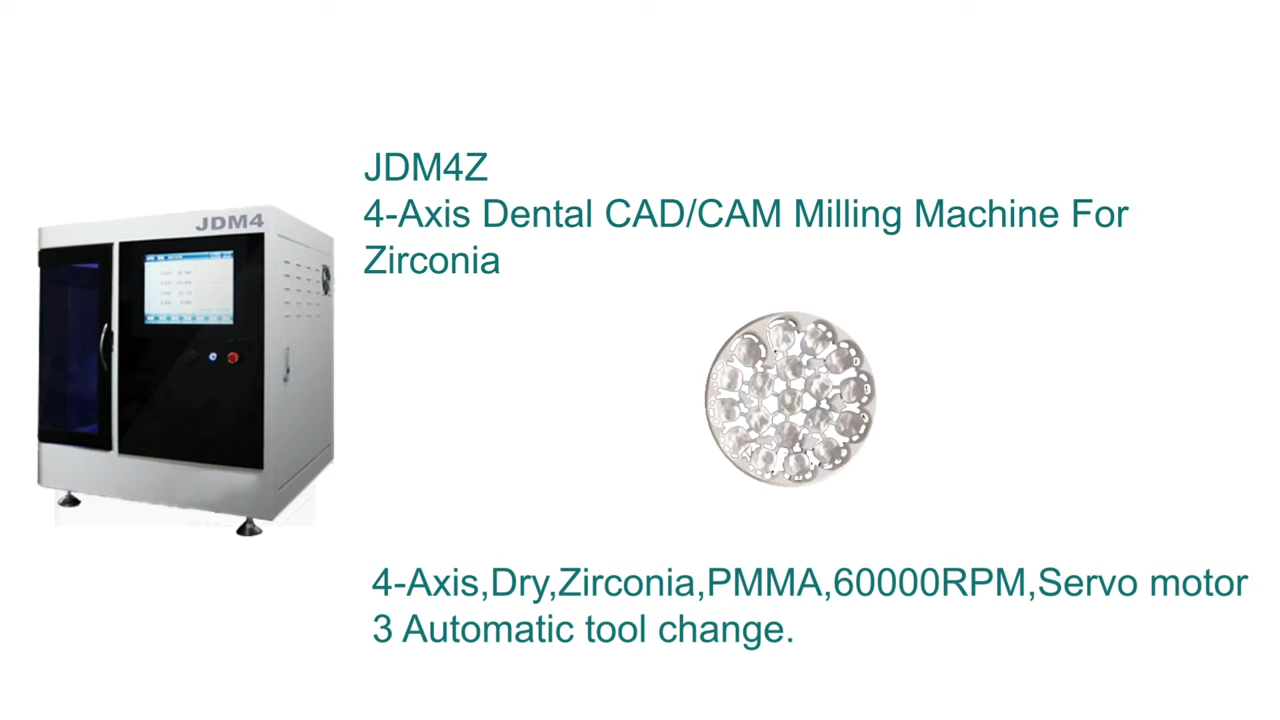 JDM4Z
4-Axis Dental CAD/CAM Milling Machine For
Zirconia
JDM4
4-Axis,Dry,Zirconia,PMMA,60000RPM,Servo motor
3 Automatic tool change.